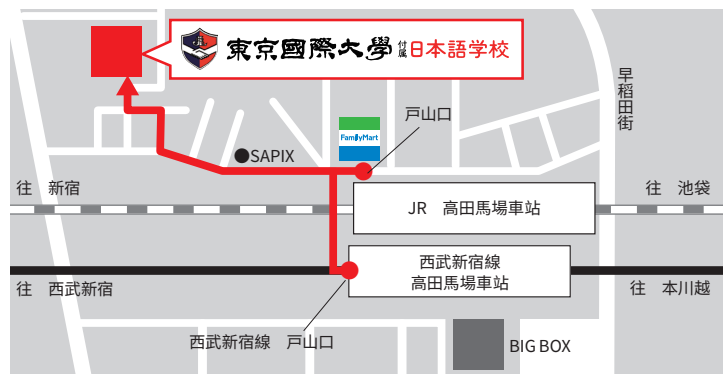 東京國際大學 付属 日本語学校
早稲田街
戸山口
FamilyMart
●SAPIX
往 新宿
往 池袋
JR 高田馬場車站
西武新宿線
高田馬場車站
往 西武新宿
往 本川越
西武新宿線 戸山口
BIG BOX